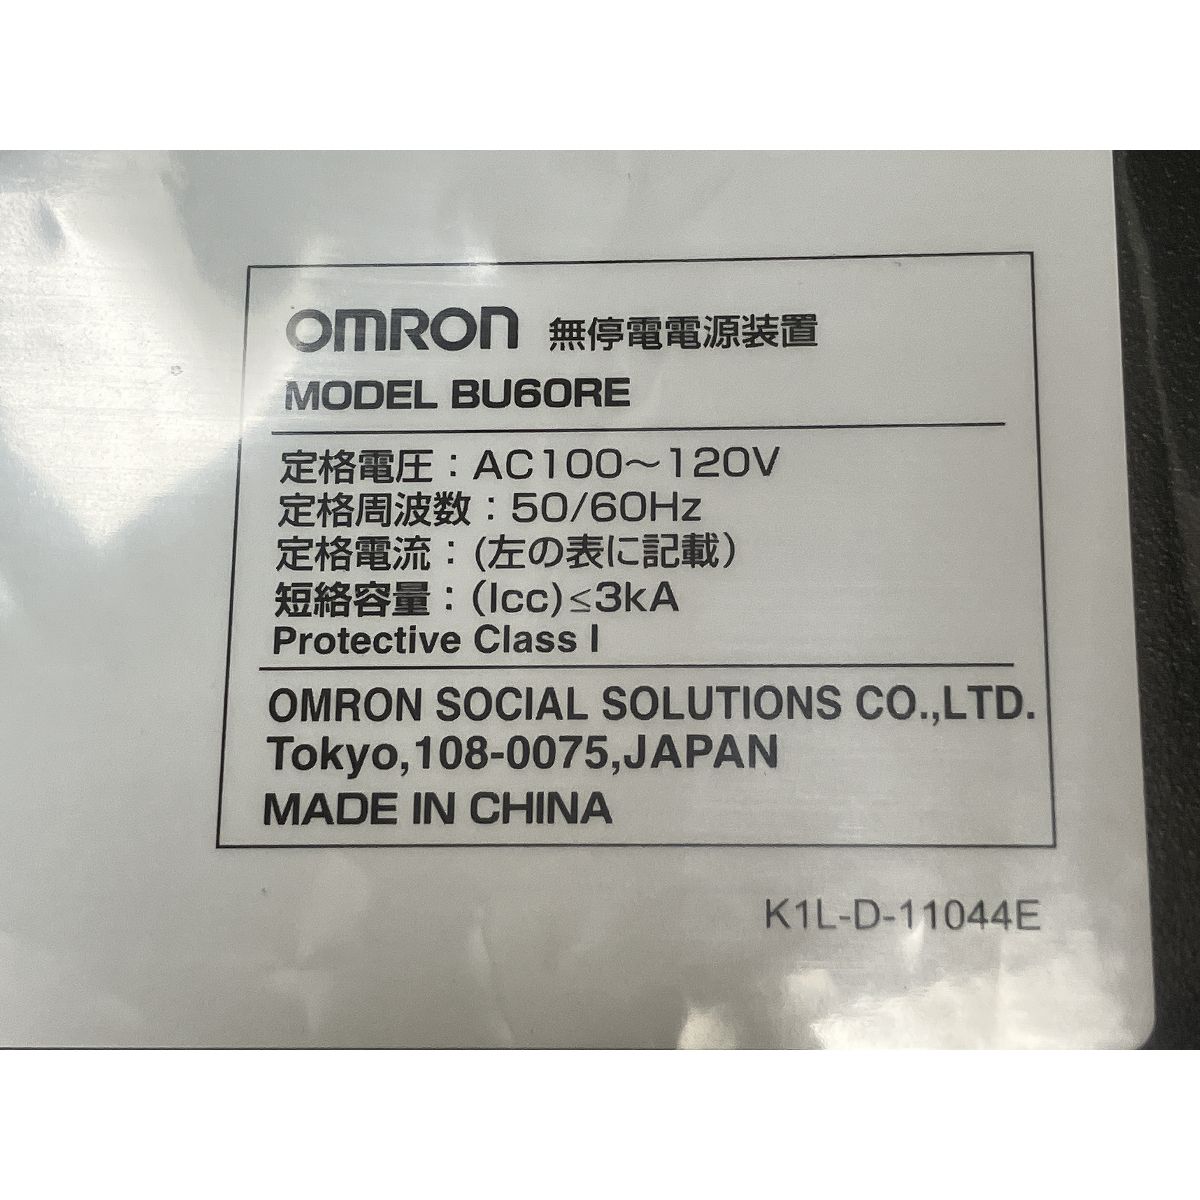 OMRON 無停電電源装置
MODEL BU60RE
定格電圧：AC100～120V
定格周波数：50/60Hz
定格電流：(左の表に記載)
短絡容量：(Icc)≤3kA
Protective Class I
OMRON SOCIAL SOLUTIONS CO.,LTD.
Tokyo,108-0075,JAPAN
MADE IN CHINA
K1L-D-11044E